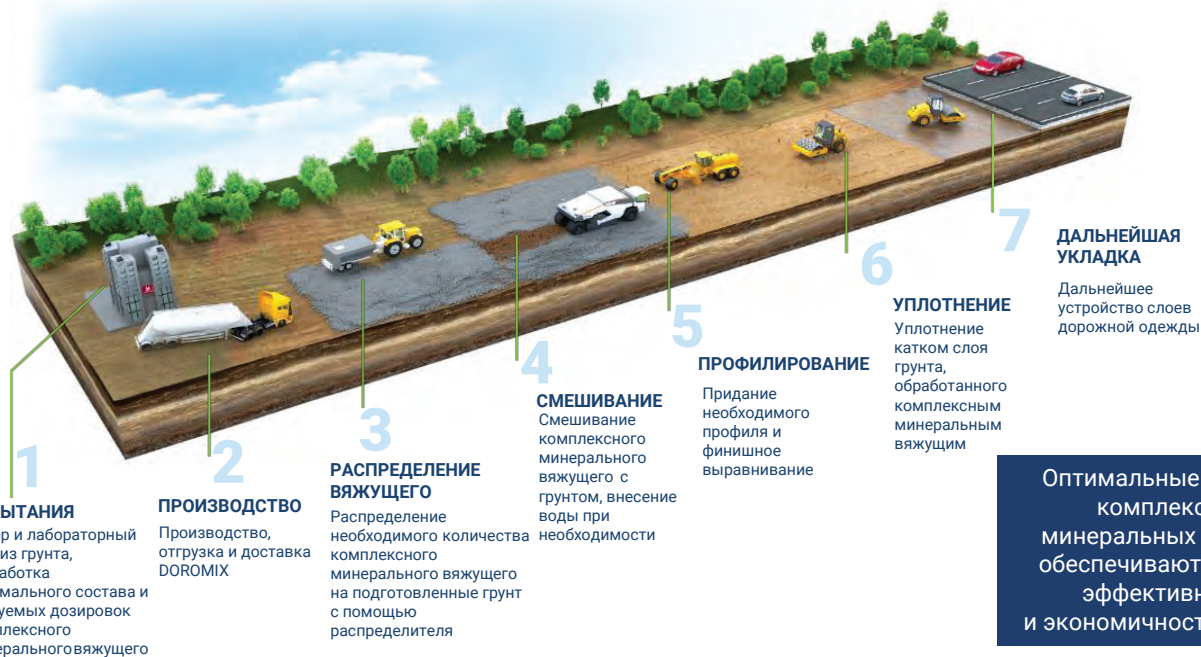 1
ЫТАНИЯ
р и лабораторный
из грунта,
аботка
мального состава и
уемых дозировок
плексного
ерального вяжущего
2
ПРОИЗВОДСТВО
Производство,
отгрузка и доставка
DOROMIX
3
РАСПРЕДЕЛЕНИЕ
ВЯЖУЩЕГО
Распределение
необходимого количества
комплексного
минерального вяжущего
на подготовленные грунт
с помощью
распределителя
4
СМЕШИВАНИЕ
Смешивание
комплексного
минерального
вяжущего с
грунтом, внесение
воды при
необходимости
5
ПРОФИЛИРОВАНИЕ
Придание
необходимого
профиля и
финишное
выравнивание
6
УПЛОТНЕНИЕ
Уплотнение
катком слоя
грунта,
обработанного
комплексным
минеральным
вяжущим
7
ДАЛЬНЕЙШАЯ
УКЛАДКА
Дальнейшее
устройство слоев
дорожной одежды
Оптимальные
комплекс
минеральных
обеспечивают
эффективн
и экономичност